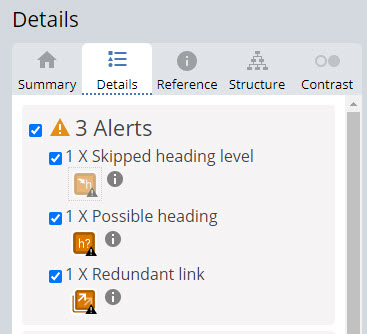 Details
Summary Details Reference Structure Contrast
3 Alerts
1 X Skipped heading level
h
1 X Possible heading
h?
1 X Redundant link